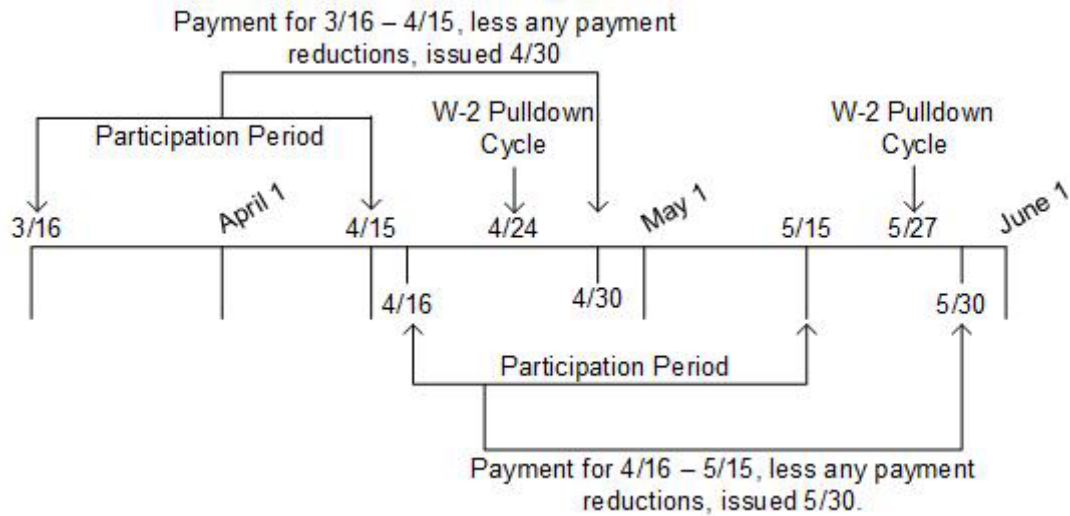 Payment for 3/16 – 4/15, less any payment
reductions, issued 4/30
W-2 Pulldown
Cycle
W-2 Pulldown
Cycle
Participation Period
3/16
April 1
4/15
4/24
May 1
5/15
5/27
June 1
4/16
4/30
5/30
Participation Period
Payment for 4/16 – 5/15, less any payment
reductions, issued 5/30.